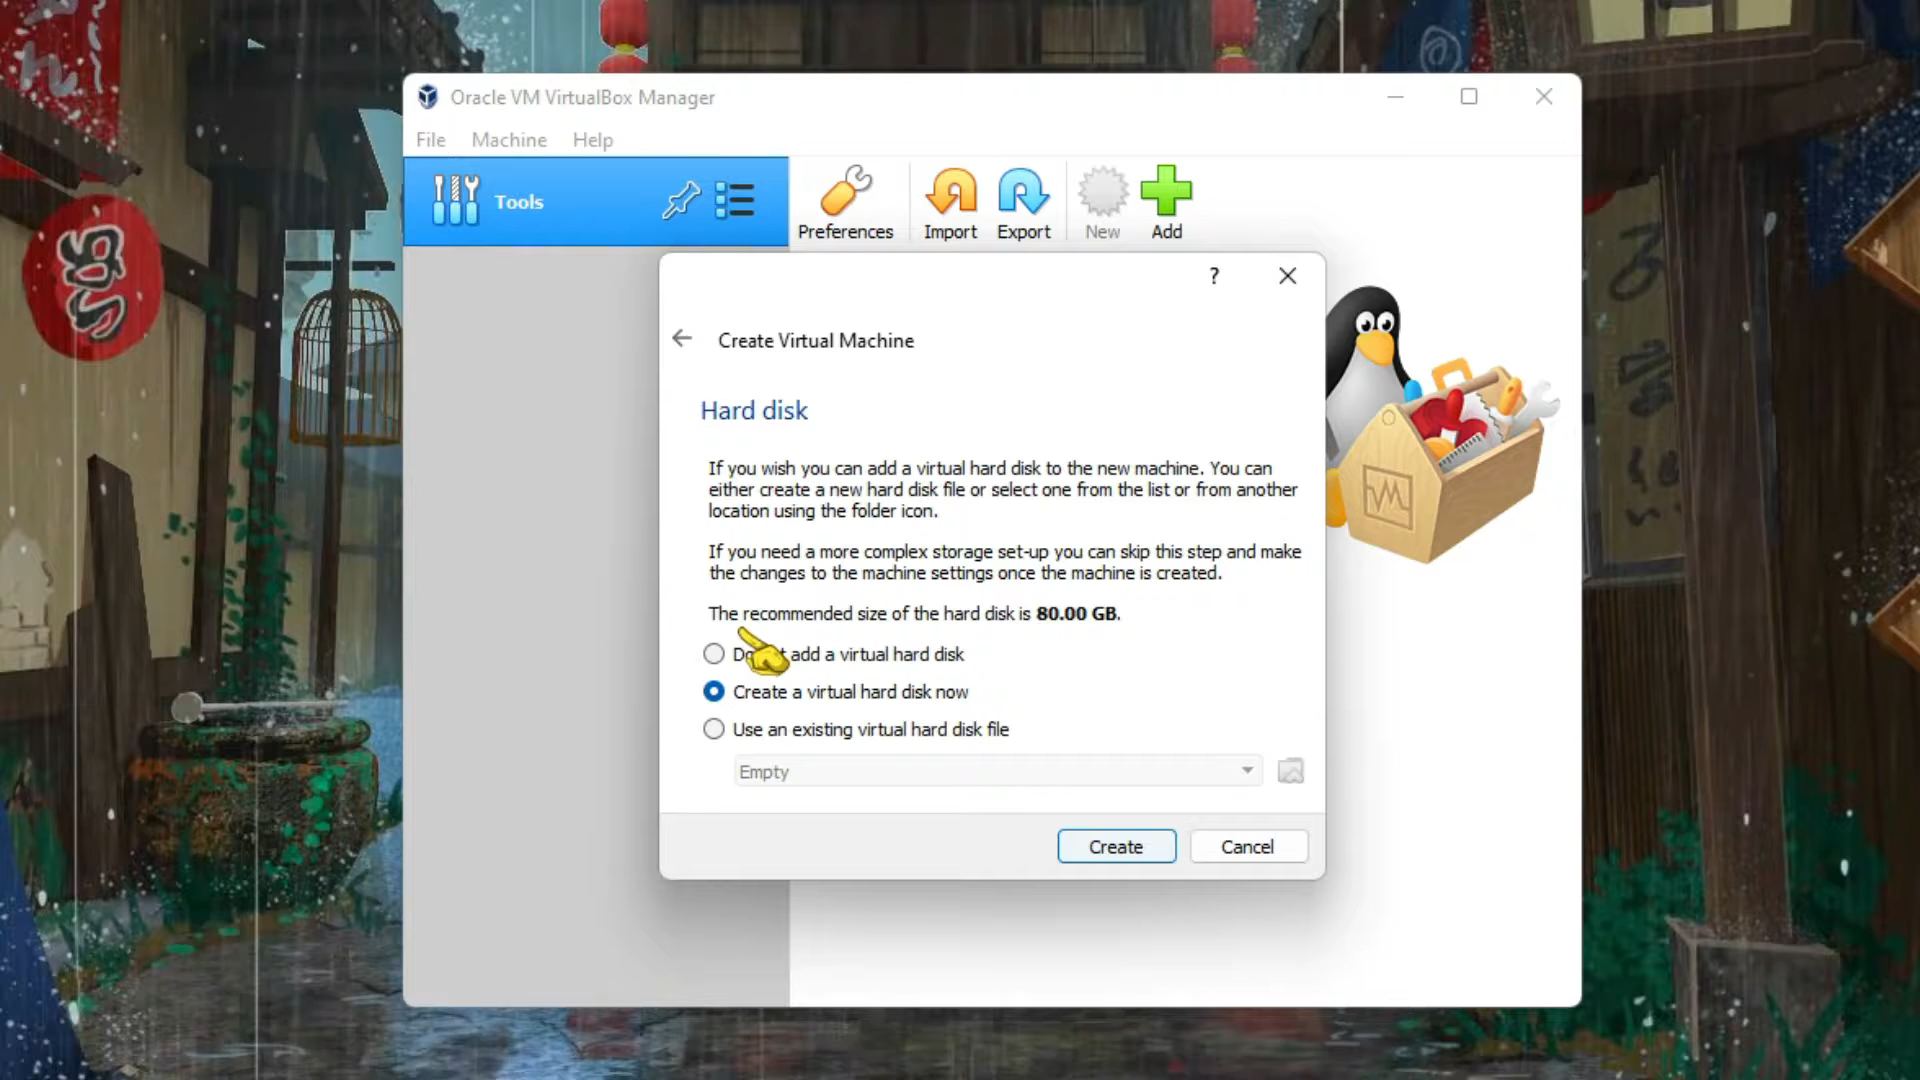 Oracle VM VirtualBox Manager
File Machine Help
Tools
Preferences Import Export New Add
?
Create Virtual Machine
Hard disk
If you wish you can add a virtual hard disk to the new machine. You can
either create a new hard disk file or select one from the list or from another
location using the folder icon.
If you need a more complex storage set-up you can skip this step and make
the changes to the machine settings once the machine is created.
The recommended size of the hard disk is 80.00 GB.
add a virtual hard disk
Create a virtual hard disk now
Use an existing virtual hard disk file
Empty
Create Cancel